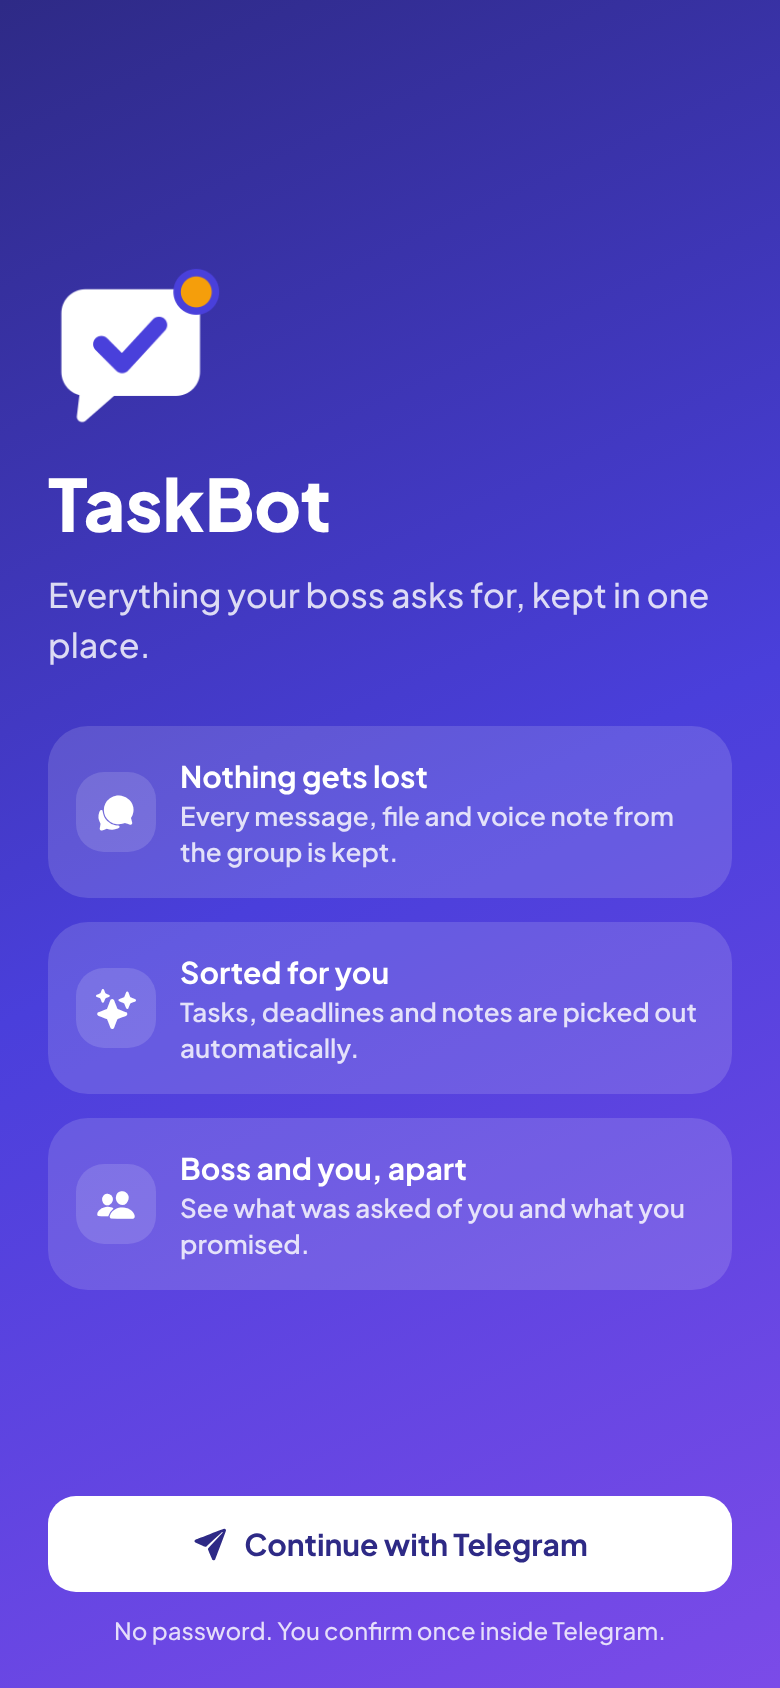 TaskBot
Everything your boss asks for, kept in one
place.
Nothing gets lost
Every message, file and voice note from
the group is kept.
Sorted for you
Tasks, deadlines and notes are picked out
automatically.
Boss and you, apart
See what was asked of you and what you
promised.
Continue with Telegram
No password. You confirm once inside Telegram.